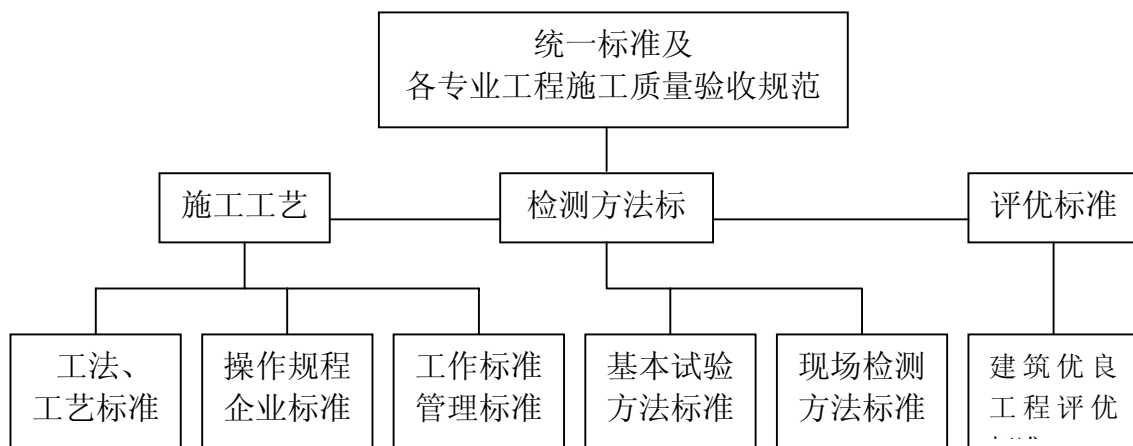 统一标准及
各专业工程施工质量验收规范
施工工艺
检测方法标
评优标准
工法、
工艺标准
操作规程
企业标准
工作标准
管理标准
基本试验
方法标准
现场检测
方法标准
建筑优良
工程评优